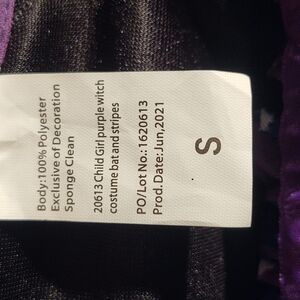 Body:100% Polyester
Exclusive of Decoration
Sponge Clean
20613 Child Girl purple witch
costume bat and stripes
PO/Lot No.:1620613
Prod.Date:Jun,2021
S